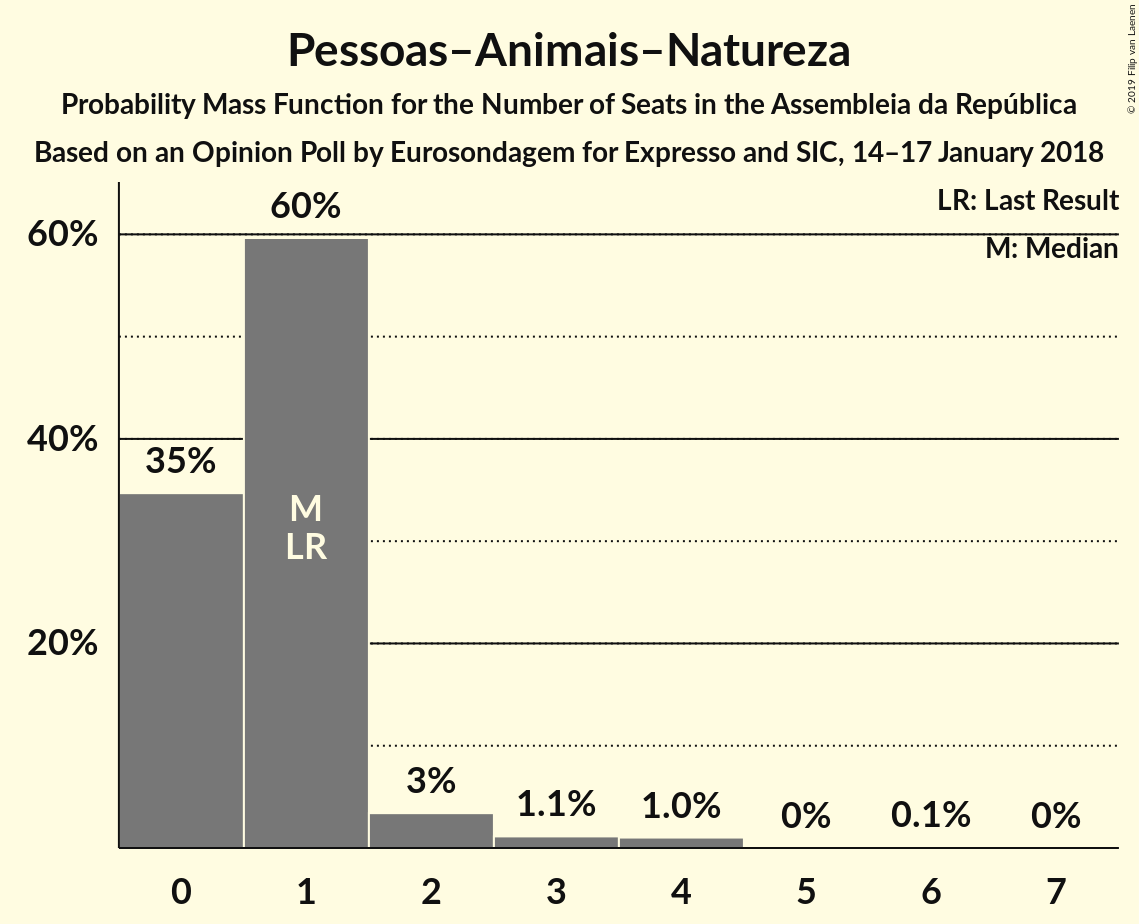 Pessoas–Animais–Natureza
Probability Mass Function for the Number of Seats in the Assembleia da República
Based on an Opinion Poll by Eurosondagem for Expresso and SIC, 14–17 January 2018
© 2019 Filip van Laenen
LR: Last Result
M: Median
60%
40%
20%
35%
60%
M
LR
3%
1.1%
1.0%
0%
0.1%
0%
0 1 2 3 4 5 6 7